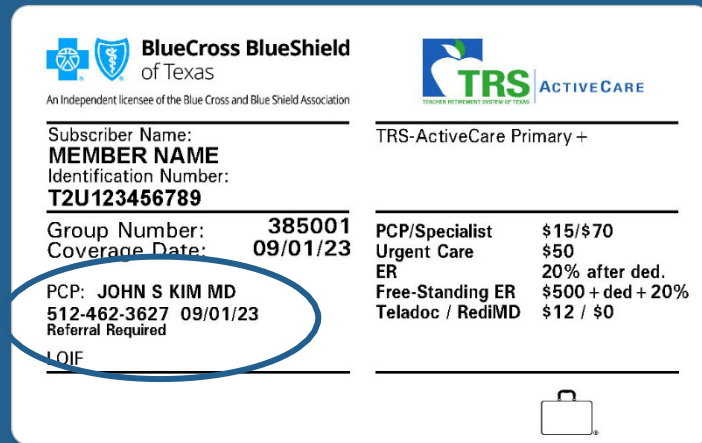 BlueCross BlueShield
of Texas
An Independent licensee of the Blue Cross and Blue Shield Association
TRS
ACTIVECARE
TEACHER RETIREMENT SYSTEM OF TEXAS
Subscriber Name:
MEMBER NAME
Identification Number:
T2U123456789
TRS-ActiveCare Primary +
Group Number: 385001
Coverage Date: 09/01/23
PCP: JOHN S KIM MD
512-462-3627 09/01/23
Referral Required
LOIF
PCP/Specialist $15/$70
Urgent Care $50
ER 20% after ded.
Free-Standing ER $500 + ded + 20%
Teladoc / RediMD $12 / $0